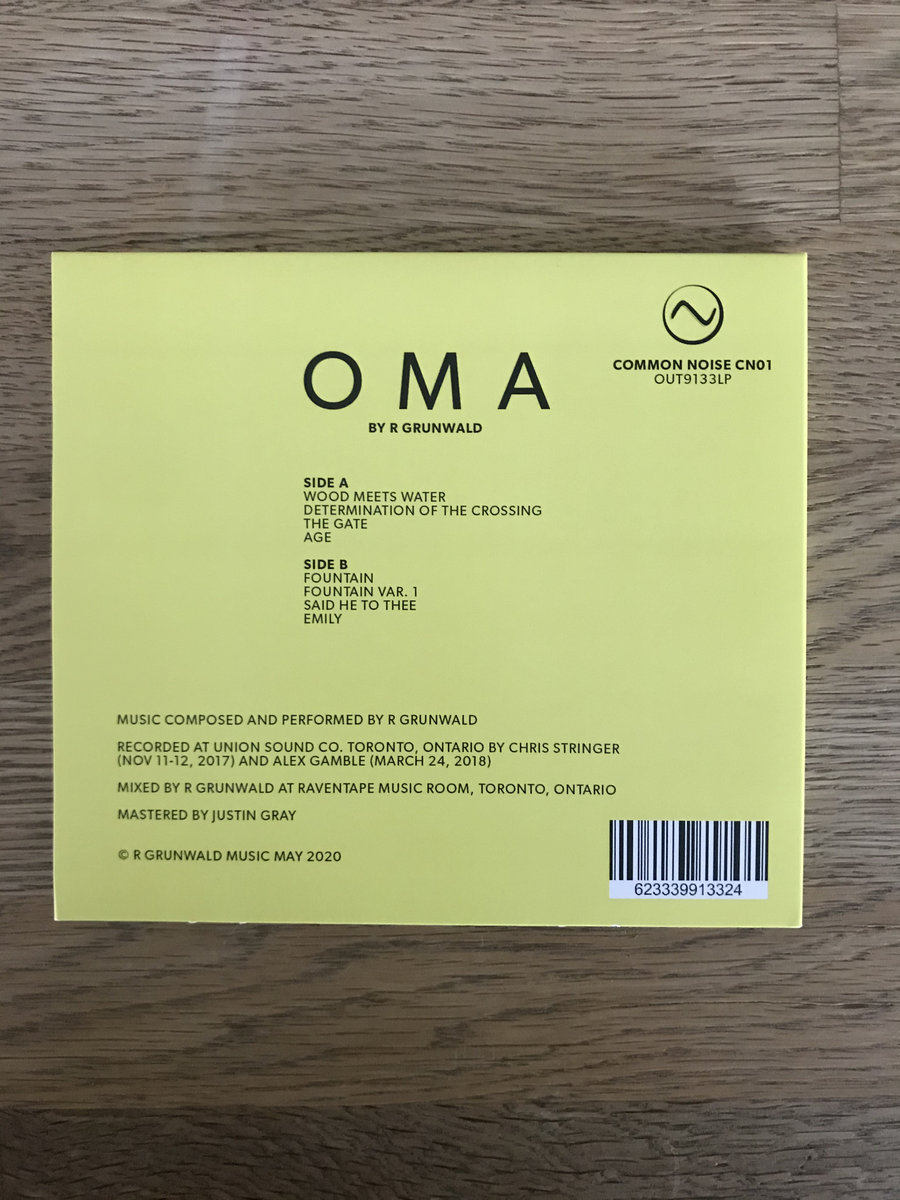 COMMON NOISE CN01
OUT9133LP
OMA
BY R GRUNWALD
SIDE A
WOOD MEETS WATER
DETERMINATION OF THE CROSSING
THE GATE
AGE
SIDE B
FOUNTAIN
FOUNTAIN VAR. 1
SAID HE TO THEE
EMILY
MUSIC COMPOSED AND PERFORMED BY R GRUNWALD
RECORDED AT UNION SOUND CO. TORONTO, ONTARIO BY CHRIS STRINGER
(NOV 11-12, 2017) AND ALEX GAMBLE (MARCH 24, 2018)
MIXED BY R GRUNWALD AT RAVENTAPE MUSIC ROOM, TORONTO, ONTARIO
MASTERED BY JUSTIN GRAY
© R GRUNWALD MUSIC MAY 2020
623339913324